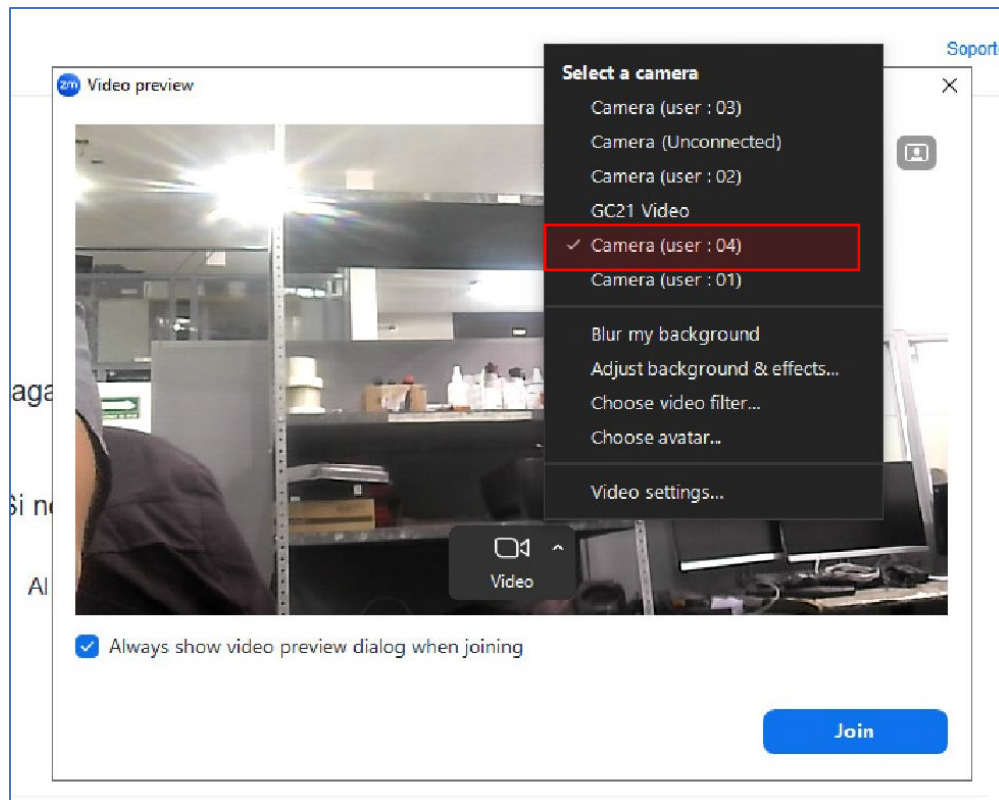 Soport
zm Video preview
Select a camera
Camera (user : 03)
Camera (Unconnected)
Camera (user : 02)
GC21 Video
Camera (user : 04)
Camera (user : 01)
Blur my background
Adjust background & effects...
Choose video filter...
Choose avatar...
Video settings...
aga
Si n
Al
Video
Always show video preview dialog when joining
Join